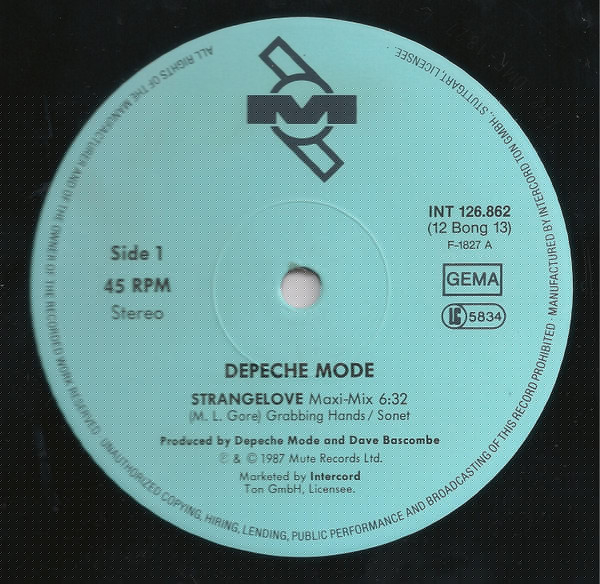 M
INT 126.862
(12 Bong 13)
F-1827 A
GEMA
LC 5834
Side 1
45 RPM
Stereo
DEPECHE MODE
STRANGELOVE Maxi-Mix 6:32
(M. L. Gore) Grabbing Hands / Sonet
Produced by Depeche Mode and Dave Bascombe
℗ & © 1987 Mute Records Ltd.
Marketed by Intercord
Ton GmbH, Licensee.
ALL RIGHTS OF THE MANUFACTURER AND OF THE OWNER OF THE RECORDED WORK RESERVED · UNAUTHORIZED COPYING, HIRING, LENDING, PUBLIC PERFORMANCE AND BROADCASTING OF THIS RECORD PROHIBITED · MANUFACTURED BY INTERCORD TON GMBH, STUTTGART, LICENSEE.